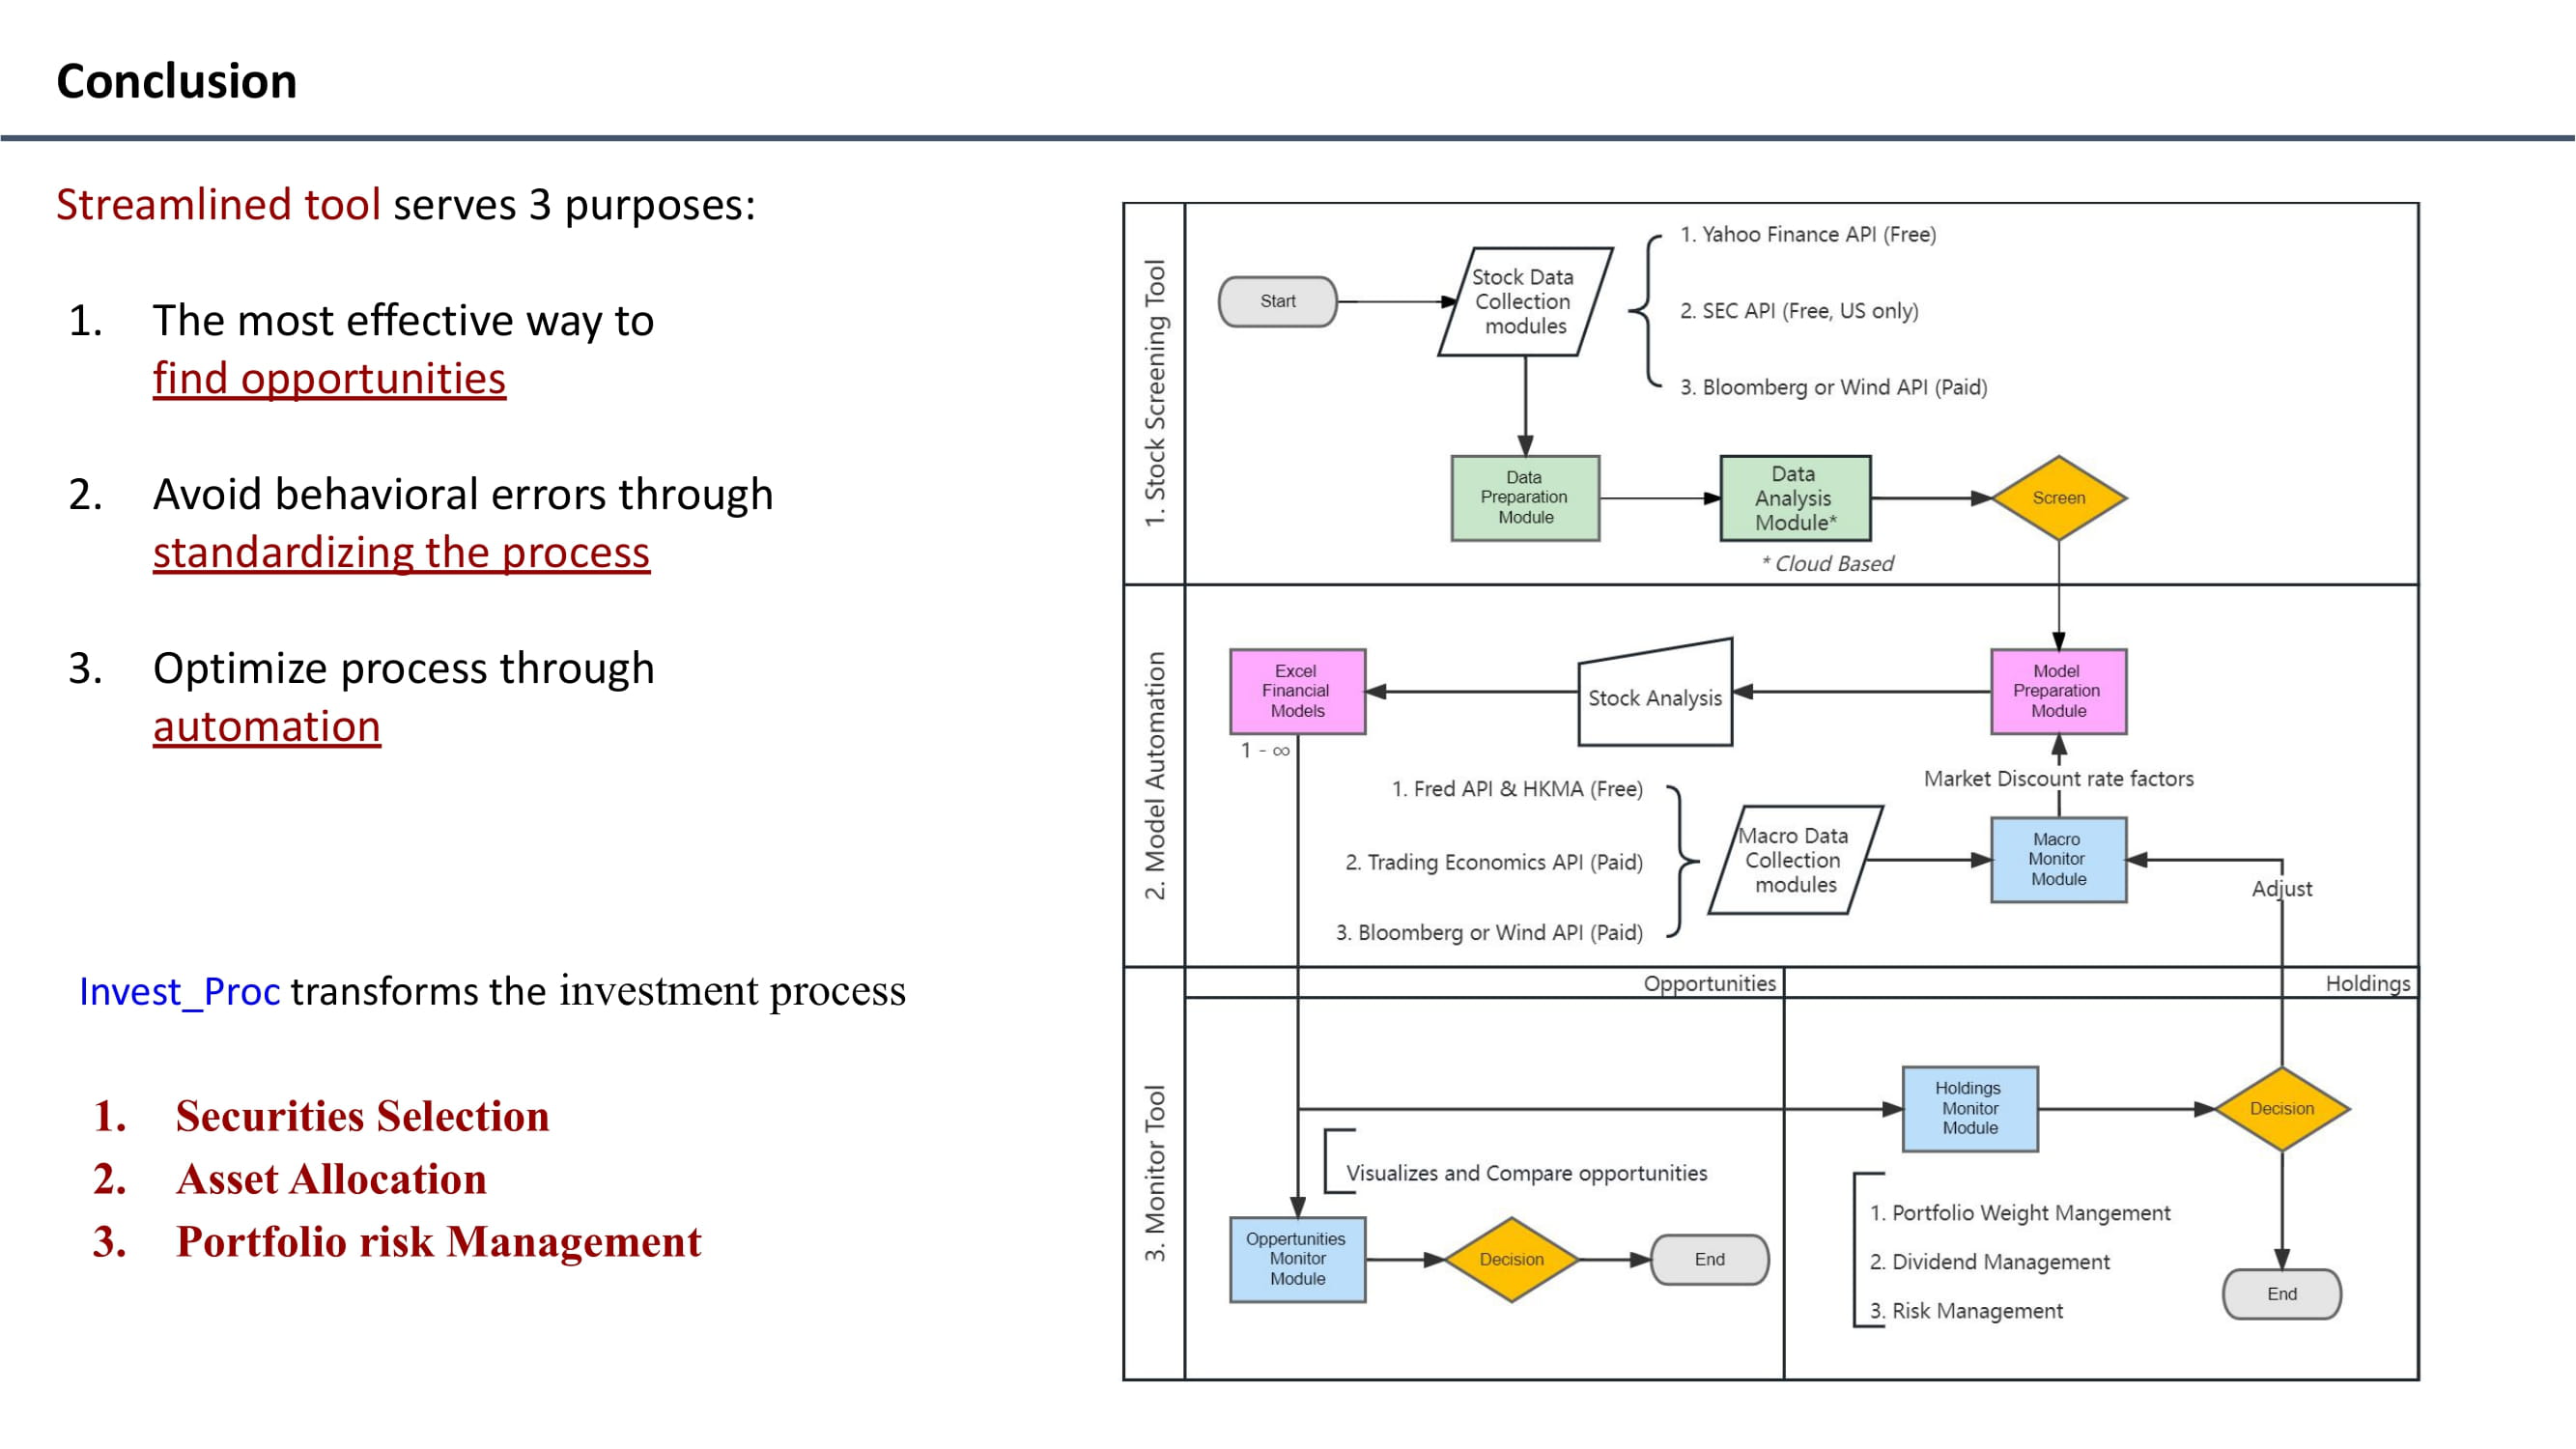 Conclusion
Streamlined tool serves 3 purposes:
1. The most effective way to
find opportunities
2. Avoid behavioral errors through
standardizing the process
3. Optimize process through
automation
Invest_Proc transforms the investment process
1. Securities Selection
2. Asset Allocation
3. Portfolio risk Management
1. Stock Screening Tool
Start
Stock Data
Collection
modules
1. Yahoo Finance API (Free)
2. SEC API (Free, US only)
3. Bloomberg or Wind API (Paid)
Data
Preparation
Module
Data
Analysis
Module*
* Cloud Based
Screen
2. Model Automation
Excel
Financial
Models
1 - ∞
Stock Analysis
Model
Preparation
Module
Market Discount rate factors
1. Fred API & HKMA (Free)
2. Trading Economics API (Paid)
3. Bloomberg or Wind API (Paid)
Macro Data
Collection
modules
Macro
Monitor
Module
Adjust
3. Monitor Tool
Opportunities
Holdings
Holdings
Monitor
Module
Decision
Visualizes and Compare opportunities
Oppertunities
Monitor
Module
Decision
End
1. Portfolio Weight Mangement
2. Dividend Management
3. Risk Management
End